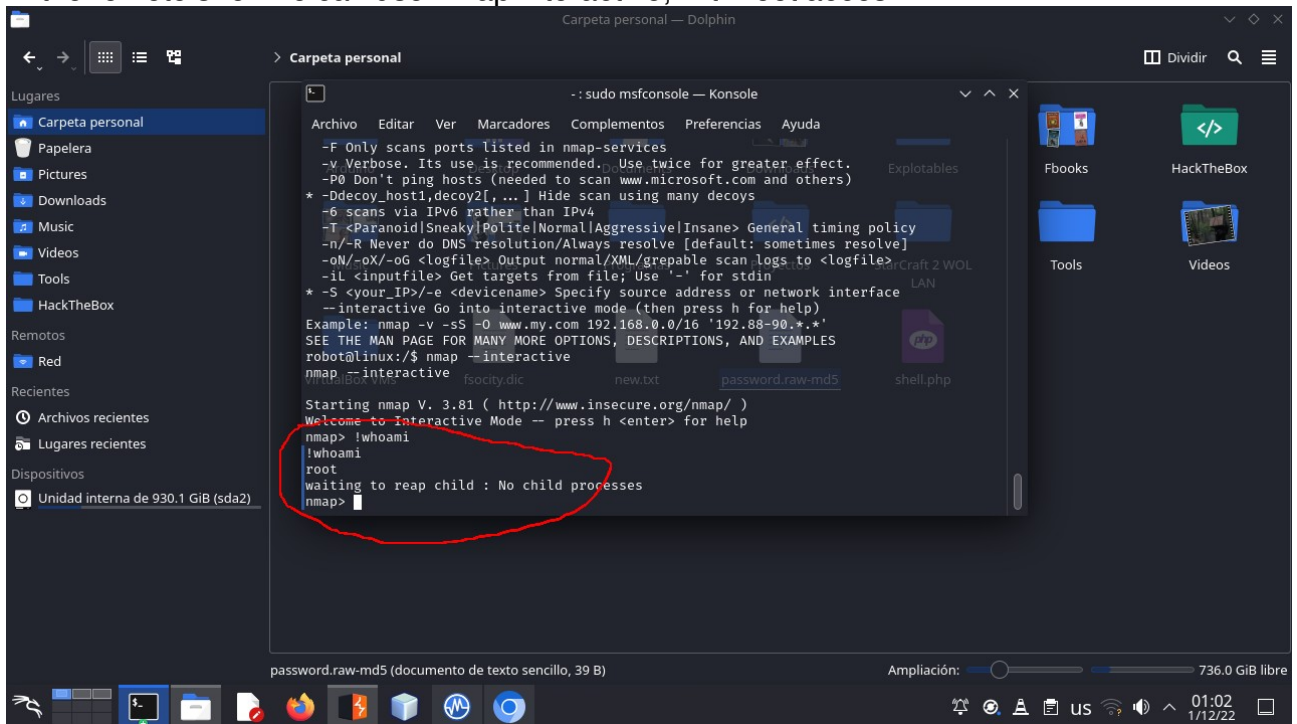 Carpeta personal — Dolphin
> Carpeta personal
Dividir
Lugares
Carpeta personal
Papelera
Pictures
Downloads
Music
Videos
Tools
HackTheBox
Remotos
Red
Recientes
Archivos recientes
Lugares recientes
Dispositivos
Unidad interna de 930.1 GiB (sda2)
- : sudo msfconsole — Konsole
Archivo Editar Ver Marcadores Complementos Preferencias Ayuda
-F Only scans ports listed in nmap-services
-v Verbose. Its use is recommended. Use twice for greater effect.
-P0 Don't ping hosts (needed to scan www.microsoft.com and others)
* -Ddecoy_host1,decoy2[,...] Hide scan using many decoys
-6 scans via IPv6 rather than IPv4
-T <Paranoid|Sneaky|Polite|Normal|Aggressive|Insane> General timing policy
-n/-R Never do DNS resolution/Always resolve [default: sometimes resolve]
-oN/-oX/-oG <logfile> Output normal/XML/grepable scan logs to <logfile>
-iL <inputfile> Get targets from file; Use '-' for stdin
* -S <your_IP>/-e <devicename> Specify source address or network interface
--interactive Go into interactive mode (then press h for help)
Example: nmap -v -sS -O www.my.com 192.168.0.0/16 '192.88-90.*.*'
SEE THE MAN PAGE FOR MANY MORE OPTIONS, DESCRIPTIONS, AND EXAMPLES
robot@linux:/$ nmap --interactive
nmap --interactive
Starting nmap V. 3.81 ( http://www.insecure.org/nmap/ )
Welcome to Interactive Mode -- press h <enter> for help
nmap> !whoami
!whoami
root
waiting to reap child : No child processes
nmap>
Explotables
Fbooks
HackTheBox
StarCraft 2 WOL
LAN
Tools
Videos
VirtualBox VMs
fsocity.dic
new.txt
password.raw-md5
shell.php
password.raw-md5 (documento de texto sencillo, 39 B)
Ampliación:
736.0 GiB libre
us
01:02
1/12/22